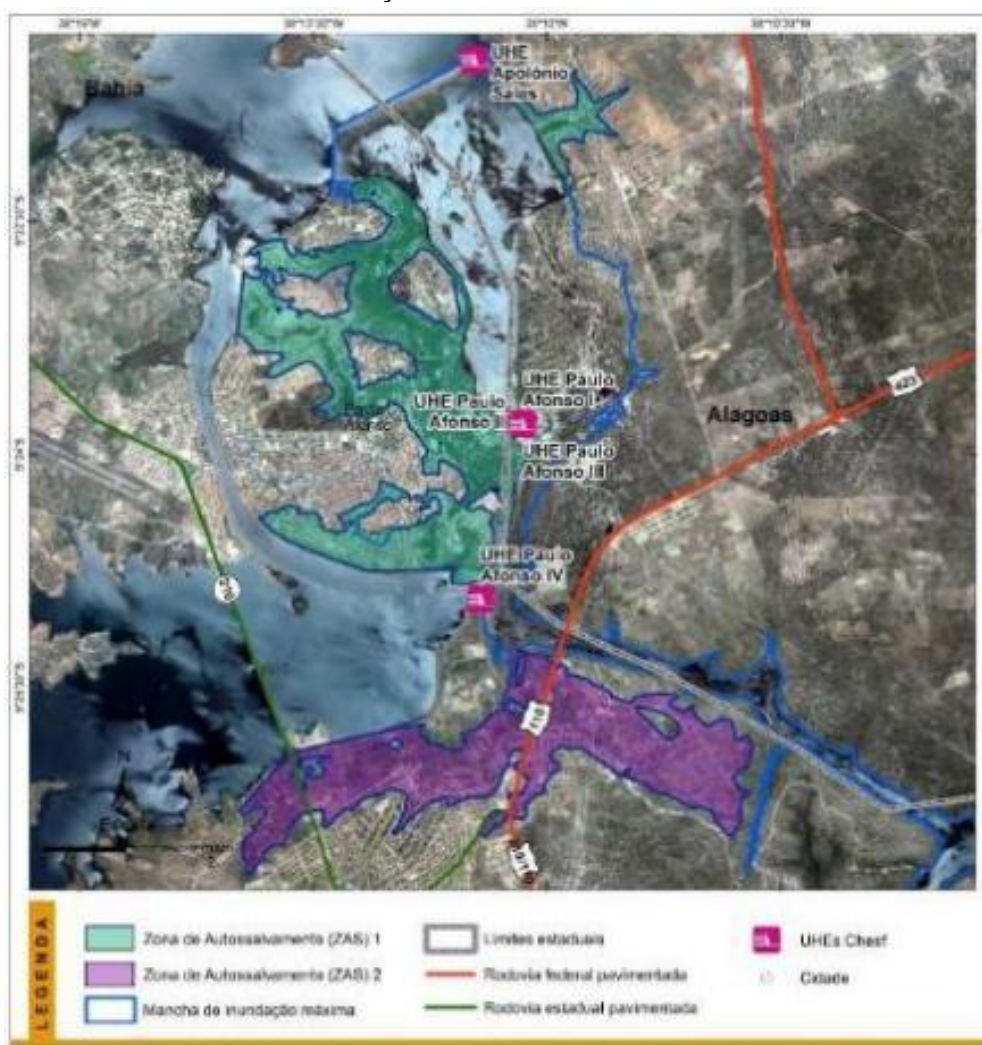 Bahia
UHE
Apolônio
Sales
UHE Paulo
Afonso I
UHE Paulo
Afonso
Alagoas
423
UHE Paulo
Afonso III
UHE Paulo
Afonso IV
110
LEGENDA
Zona de Autossalvamento (ZAS) 1
Zona de Autossalvamento (ZAS) 2
Mancha de inundação máxima
Limites estaduais
Rodovia federal pavimentada
Rodovia estadual pavimentada
UHEs Chesf
Cidade